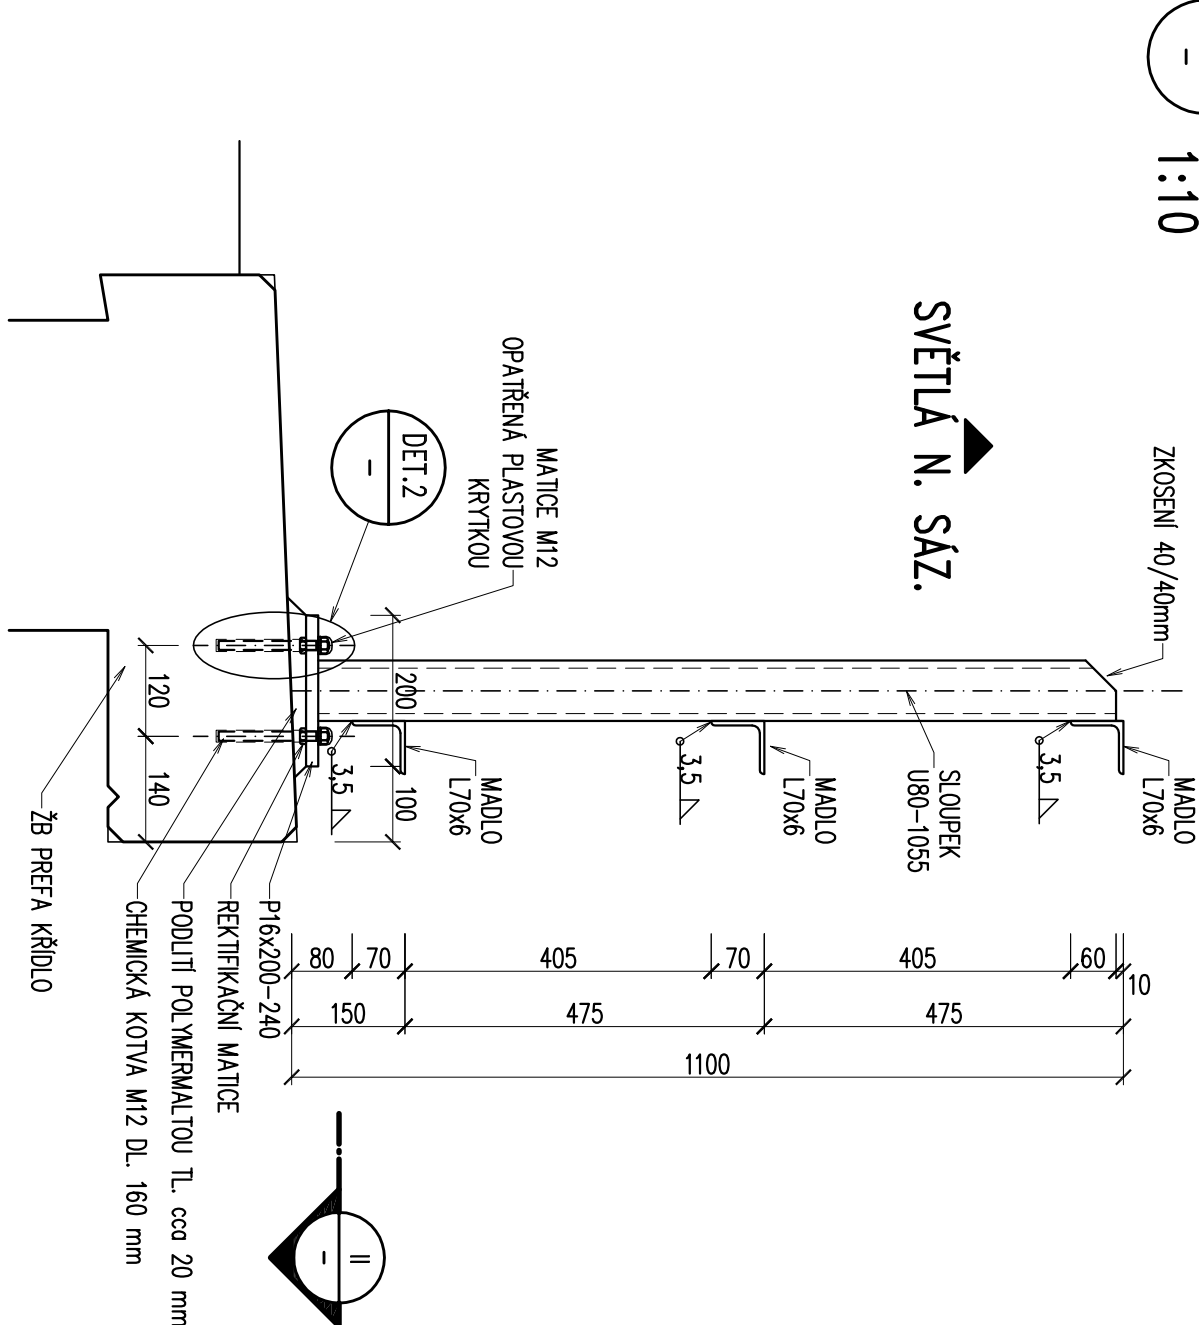 -
1:10
SVĚTLÁ N. SÁZ.
ZKOSENÍ 40/40mm
MATICE M12
OPATŘENÁ PLASTOVOU
KRYTKOU
DET.2
-
MADLO
L70x6
SLOUPEK
U80-1055
MADLO
L70x6
MADLO
L70x6
3,5
3,5
3,5
200
100
120
140
P16x200-240
REKTIFIKAČNÍ MATICE
PODLITÍ POLYMERMALTOU TL. cca 20 mm
CHEMICKÁ KOTVA M12 DL. 160 mm
ŽB PREFA KŘÍDLO
80
70
405
70
405
60
10
150
475
475
1100
II
-